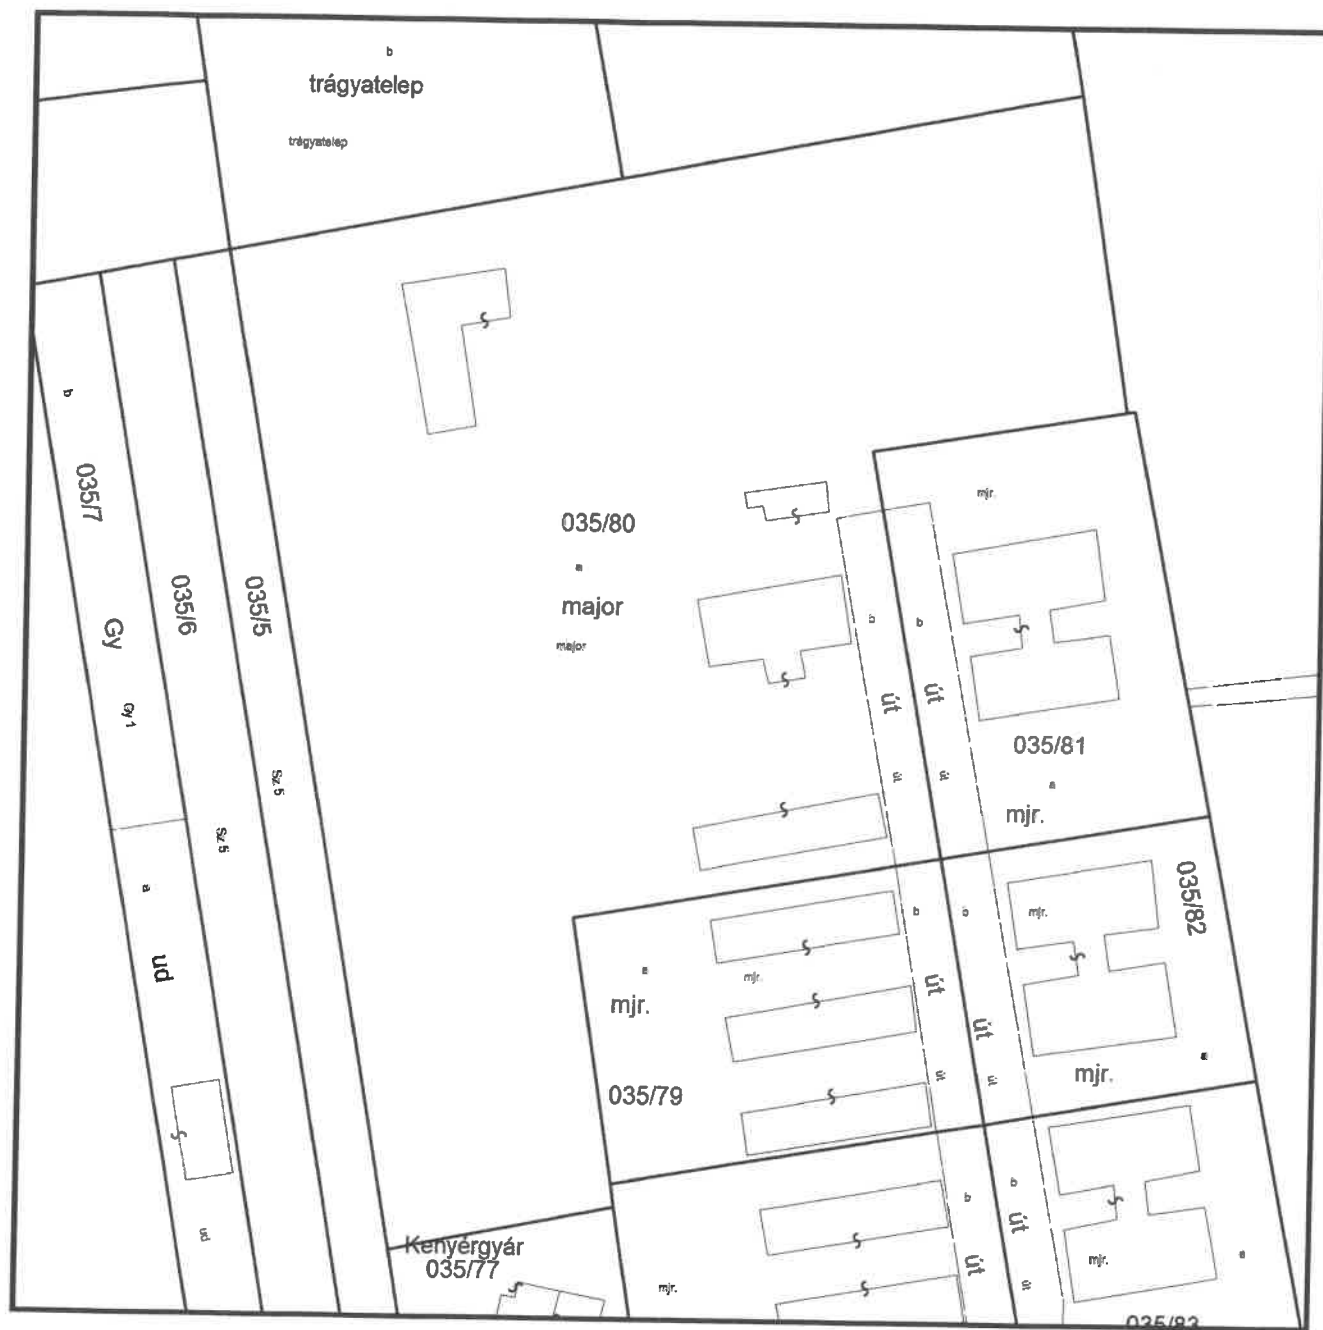 b
trágyatelep
trágyatelep
b
035/7
Gy
Gy 1
a
ud
ud
035/6
Sz 5
035/5
Sz 5
035/80
a
major
major
b
út
út
mjr.
b
út
út
035/81
a
mjr.
a
mjr.
mjr.
035/79
b
út
út
b
út
út
mjr.
035/82
mjr.
a
Kenyérgyár
035/77
mjr.
b
út
b
út
út
mjr.
a
035/83